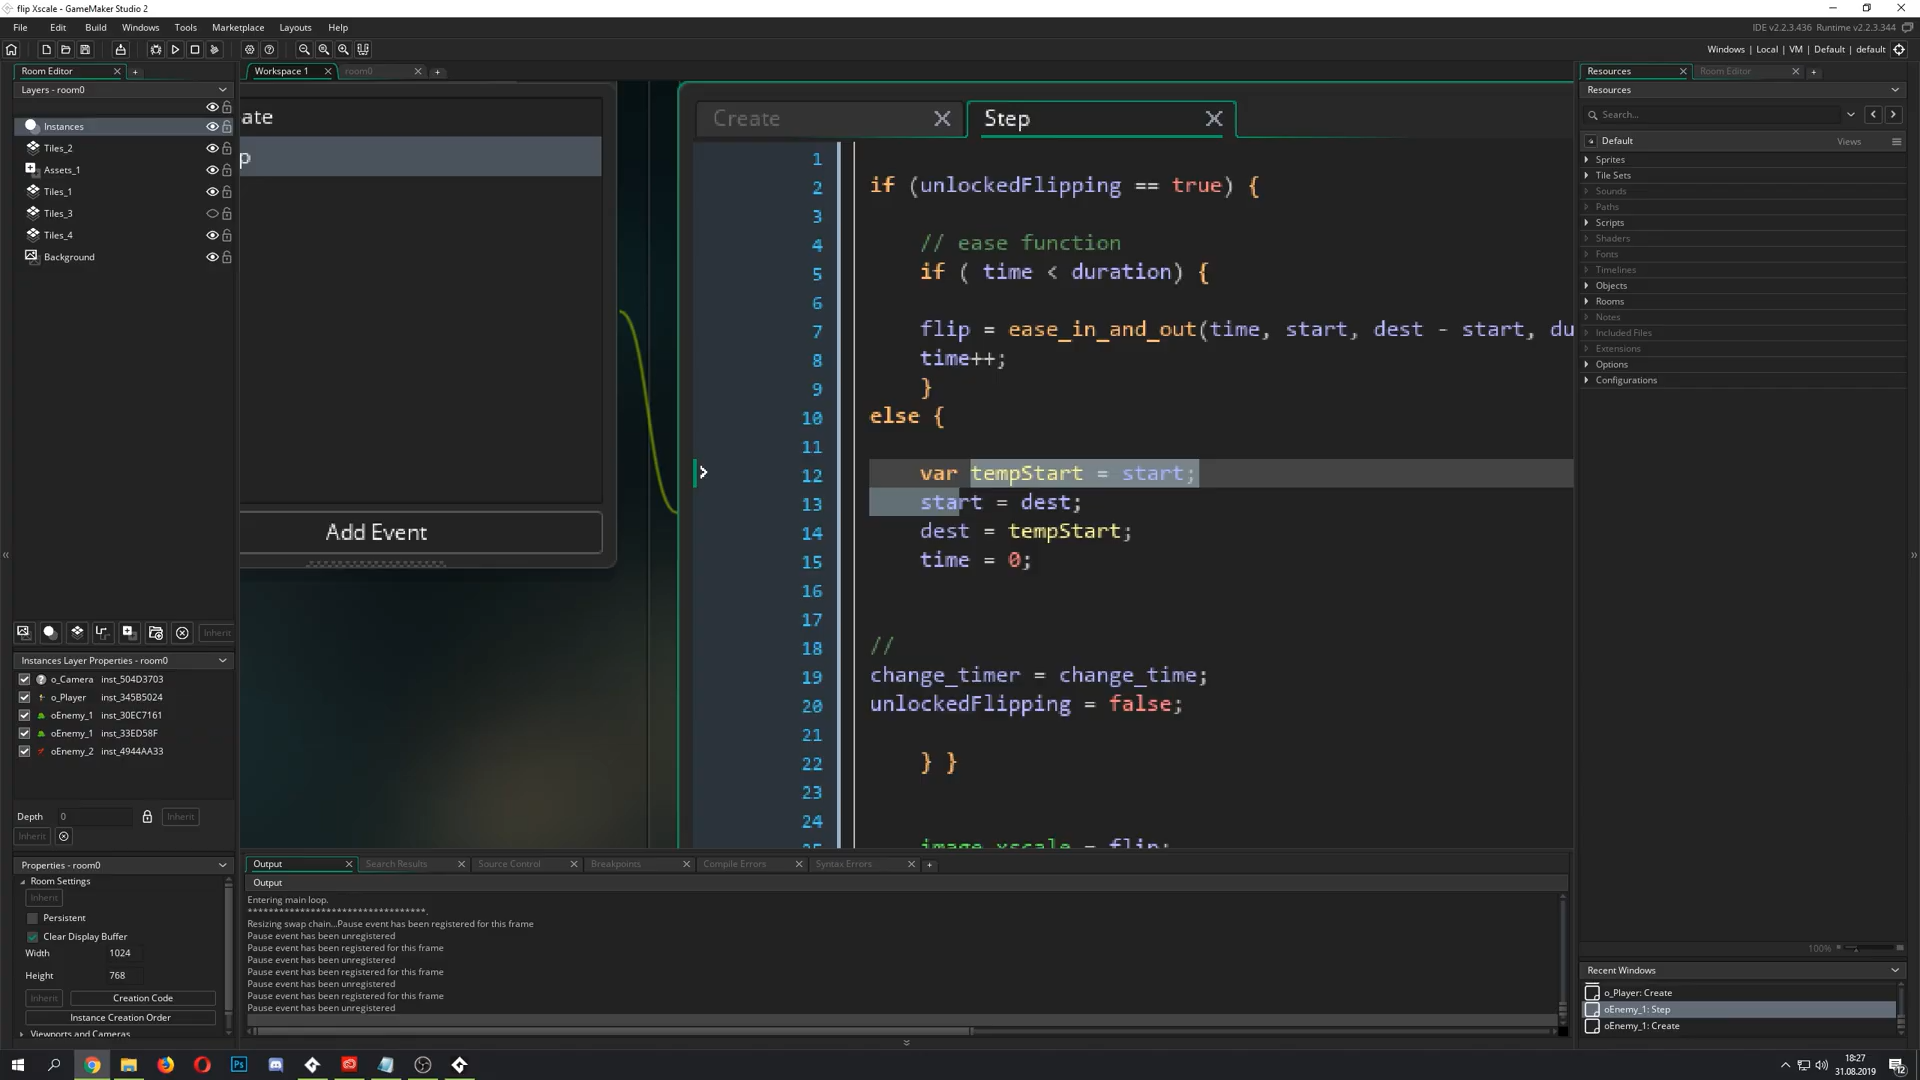 flip Xscale - GameMaker Studio 2
File Edit Build Windows Tools Marketplace Layouts Help
IDE v2.2.3.436 Runtime v2.2.3.344
Windows | Local | VM | Default | default
Room Editor
Layers - room0
Instances
Tiles_2
Assets_1
Tiles_1
Tiles_3
Tiles_4
Background
Inherit
Instances Layer Properties - room0
o_Camera inst_504D3703
o_Player inst_345B5024
oEnemy_1 inst_30EC7161
oEnemy_1 inst_33ED58F
oEnemy_2 inst_4944AA33
Depth 0 Inherit
Inherit
Properties - room0
Room Settings
Inherit
Persistent
Clear Display Buffer
Width 1024
Height 768
Inherit Creation Code
Instance Creation Order
Viewports and Cameras
Workspace 1 room0
ate
p
Add Event
Create Step
1
2 if (unlockedFlipping == true) {
3
4 // ease function
5 if ( time < duration) {
6
7 flip = ease_in_and_out(time, start, dest - start, du
8 time++;
9 }
10 else {
11
12 var tempStart = start;
13 start = dest;
14 dest = tempStart;
15 time = 0;
16
17
18 //
19 change_timer = change_time;
20 unlockedFlipping = false;
21
22 } }
23
24
image_xscale = flip;
Output Search Results Source Control Breakpoints Compile Errors Syntax Errors
Output
Entering main loop.
Resizing swap chain...Pause event has been registered for this frame
Pause event has been unregistered
Pause event has been registered for this frame
Pause event has been unregistered
Pause event has been registered for this frame
Pause event has been unregistered
Pause event has been registered for this frame
Pause event has been unregistered
Resources Room Editor
Resources
Search...
Default Views
Sprites
Tile Sets
Sounds
Paths
Scripts
Shaders
Fonts
Timelines
Objects
Rooms
Notes
Included Files
Extensions
Options
Configurations
100%
Recent Windows
o_Player: Create
oEnemy_1: Step
oEnemy_1: Create
Ps
18:27
31.08.2019